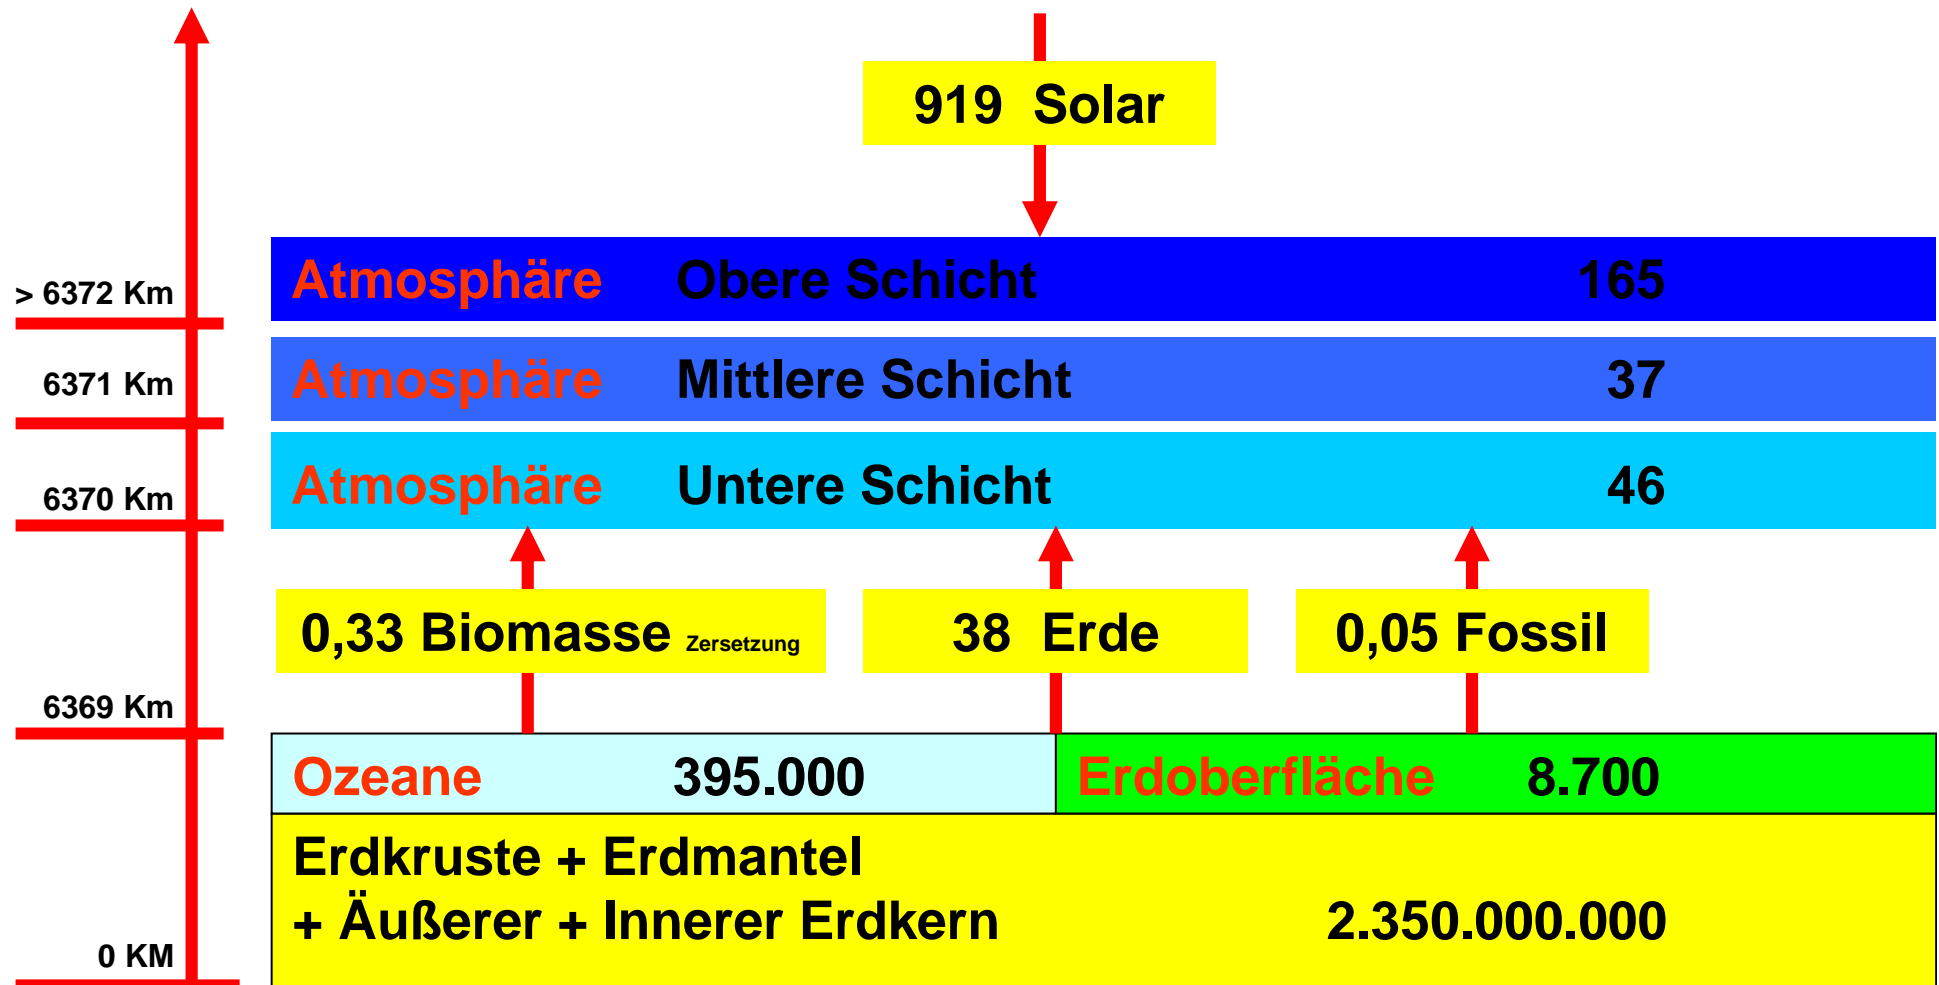 919 Solar
> 6372 Km
Atmosphäre Obere Schicht 165
6371 Km
Atmosphäre Mittlere Schicht 37
6370 Km
Atmosphäre Untere Schicht 46
0,33 Biomasse Zersetzung
38 Erde
0,05 Fossil
6369 Km
Ozeane 395.000
Erdoberfläche 8.700
Erdkruste + Erdmantel
+ Äußerer + Innerer Erdkern 2.350.000.000
0 KM